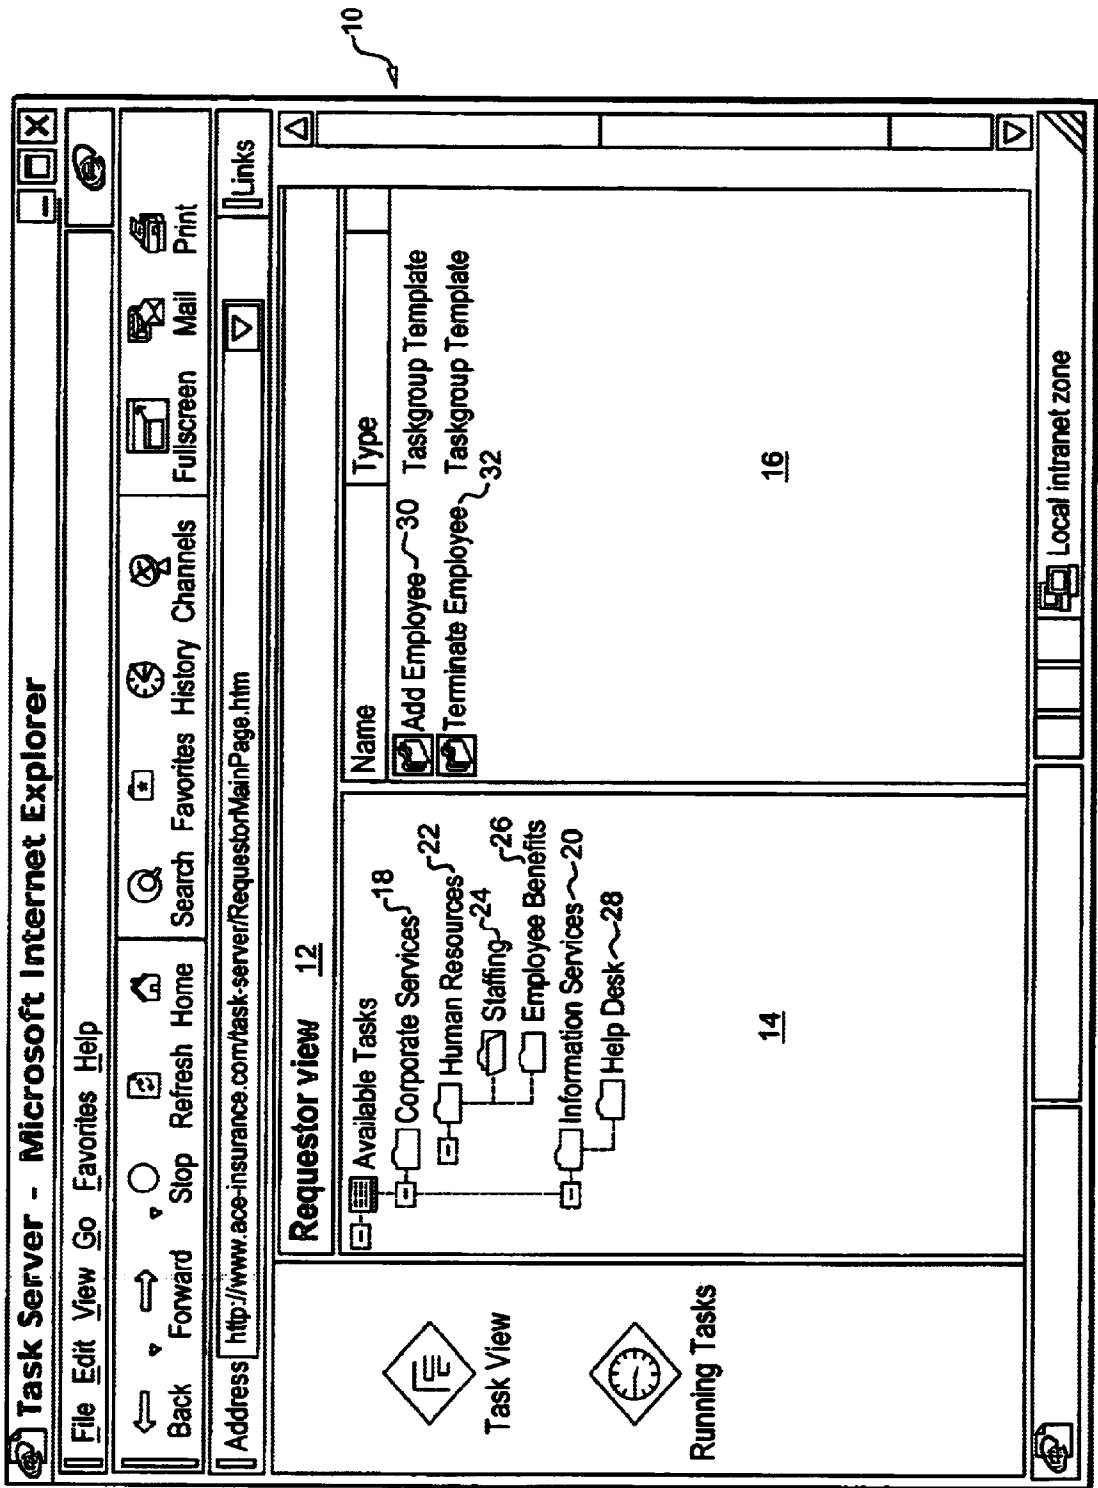 Task Server - Microsoft Internet Explorer
File Edit View Go Favorites Help
Back Forward Stop Refresh Home Search Favorites History Channels Fullscreen Mail Print
Address http://www.ace-insurance.com/task-server/RequestorMainPage.htm Links
10
Requestor view 12
Task View
Running Tasks
Available Tasks
Corporate Services 18
Human Resources 22
Staffing 24
Employee Benefits 26
Information Services 20
Help Desk 28
14
Name Type
Add Employee 30 Taskgroup Template
Terminate Employee 32 Taskgroup Template
16
Local intranet zone